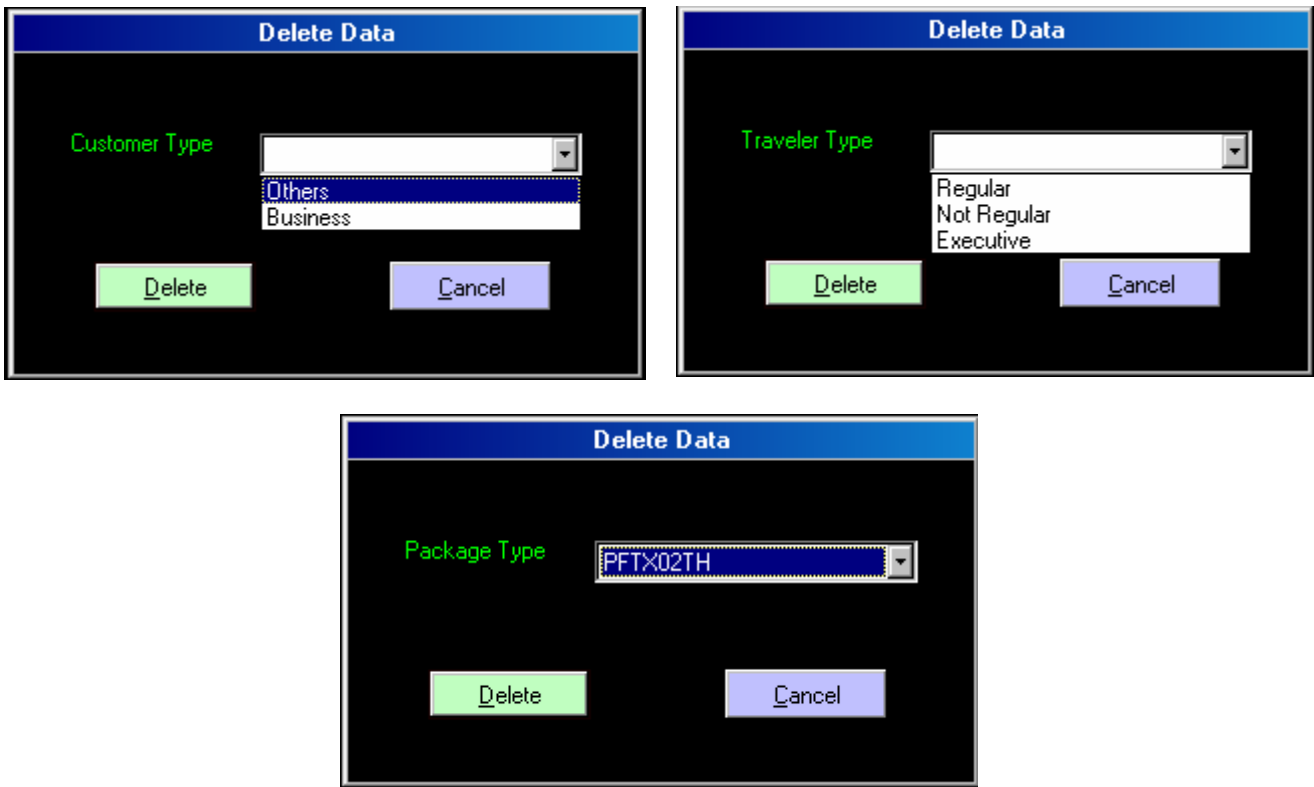 Delete Data
Customer Type
Others
Business
Delete
Cancel
Delete Data
Traveler Type
Regular
Not Regular
Executive
Delete
Cancel
Delete Data
Package Type
PFTX02TH
Delete
Cancel